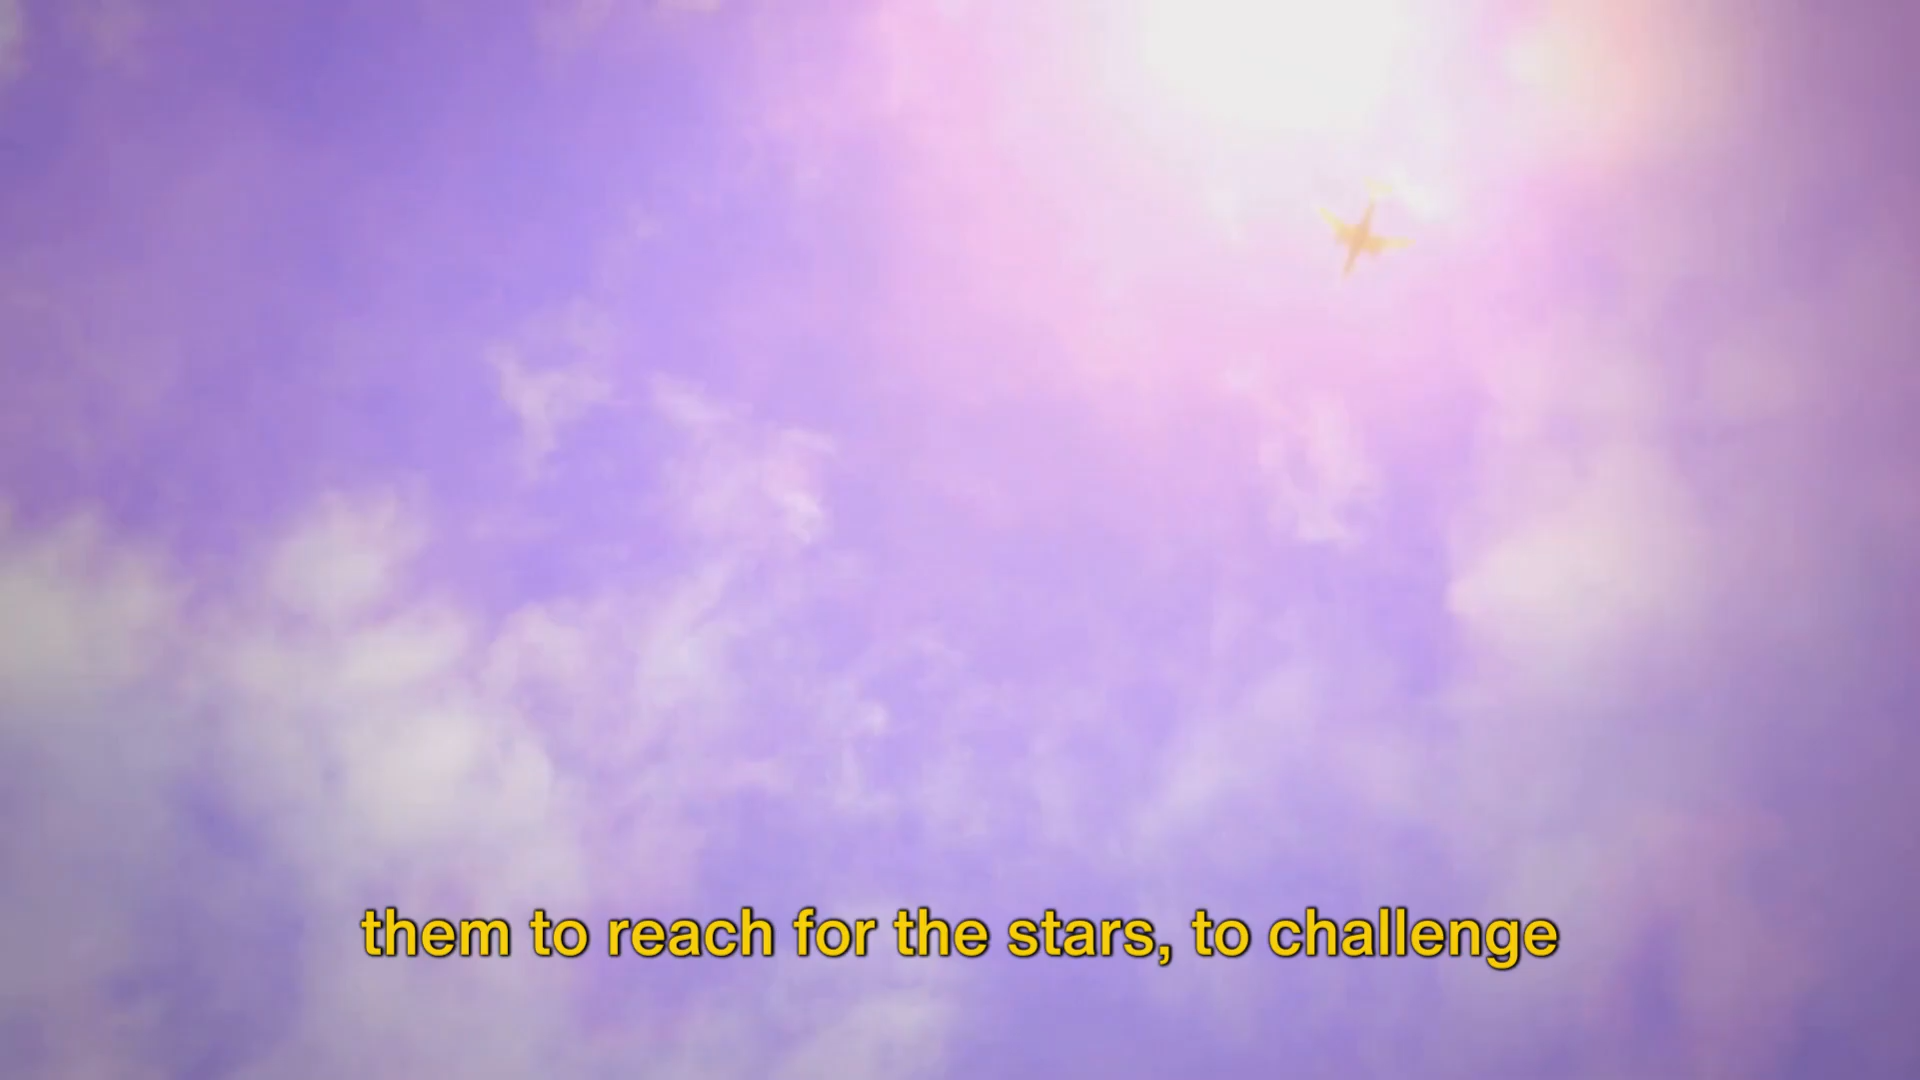 them to reach for the stars, to challenge